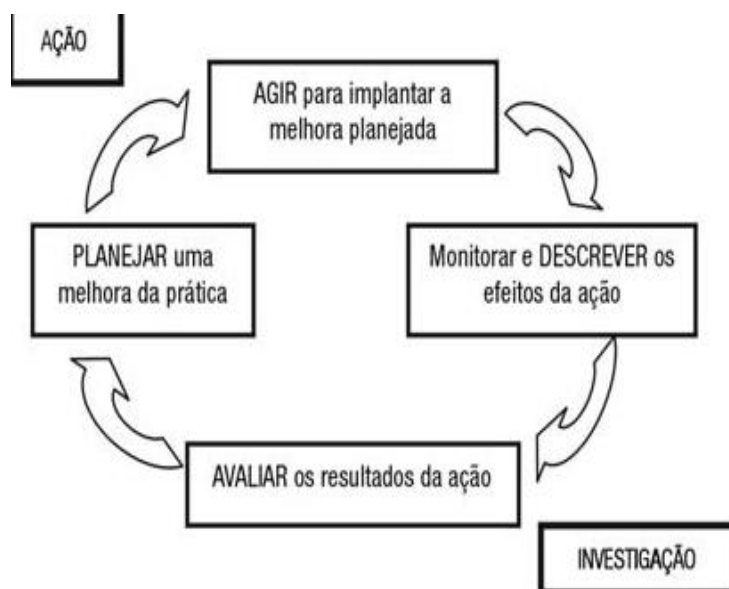 AÇÃO
AGIR para implantar a
melhora planejada
PLANEJAR uma
melhora da prática
Monitorar e DESCREVER os
efeitos da ação
AVALIAR os resultados da ação
INVESTIGAÇÃO